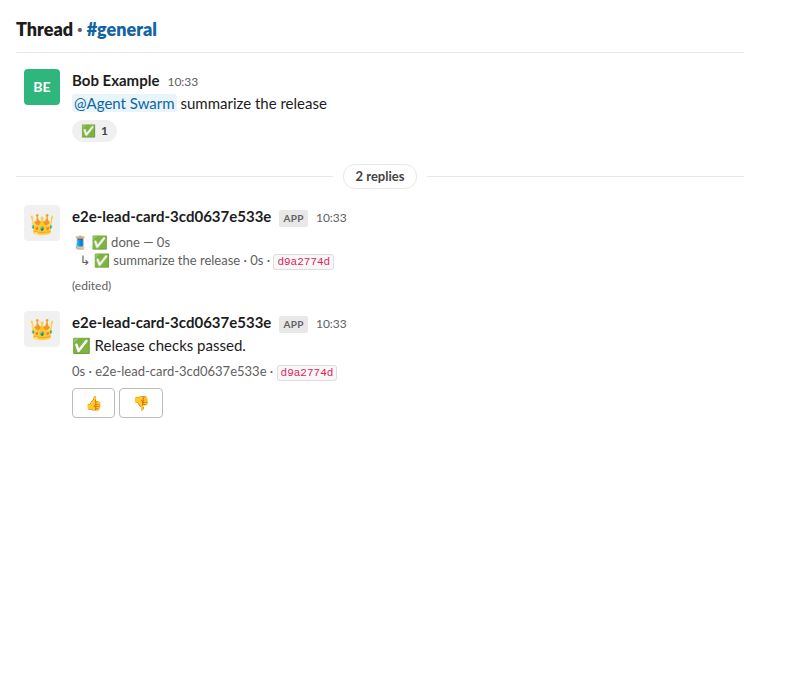 Thread • #general
BE
Bob Example 10:33
@Agent Swarm summarize the release
✅ 1
2 replies
e2e-lead-card-3cd0637e533e APP 10:33
🧵 ✅ done — 0s
↳ ✅ summarize the release · 0s · d9a2774d
(edited)
e2e-lead-card-3cd0637e533e APP 10:33
✅ Release checks passed.
0s · e2e-lead-card-3cd0637e533e · d9a2774d
👍 👎